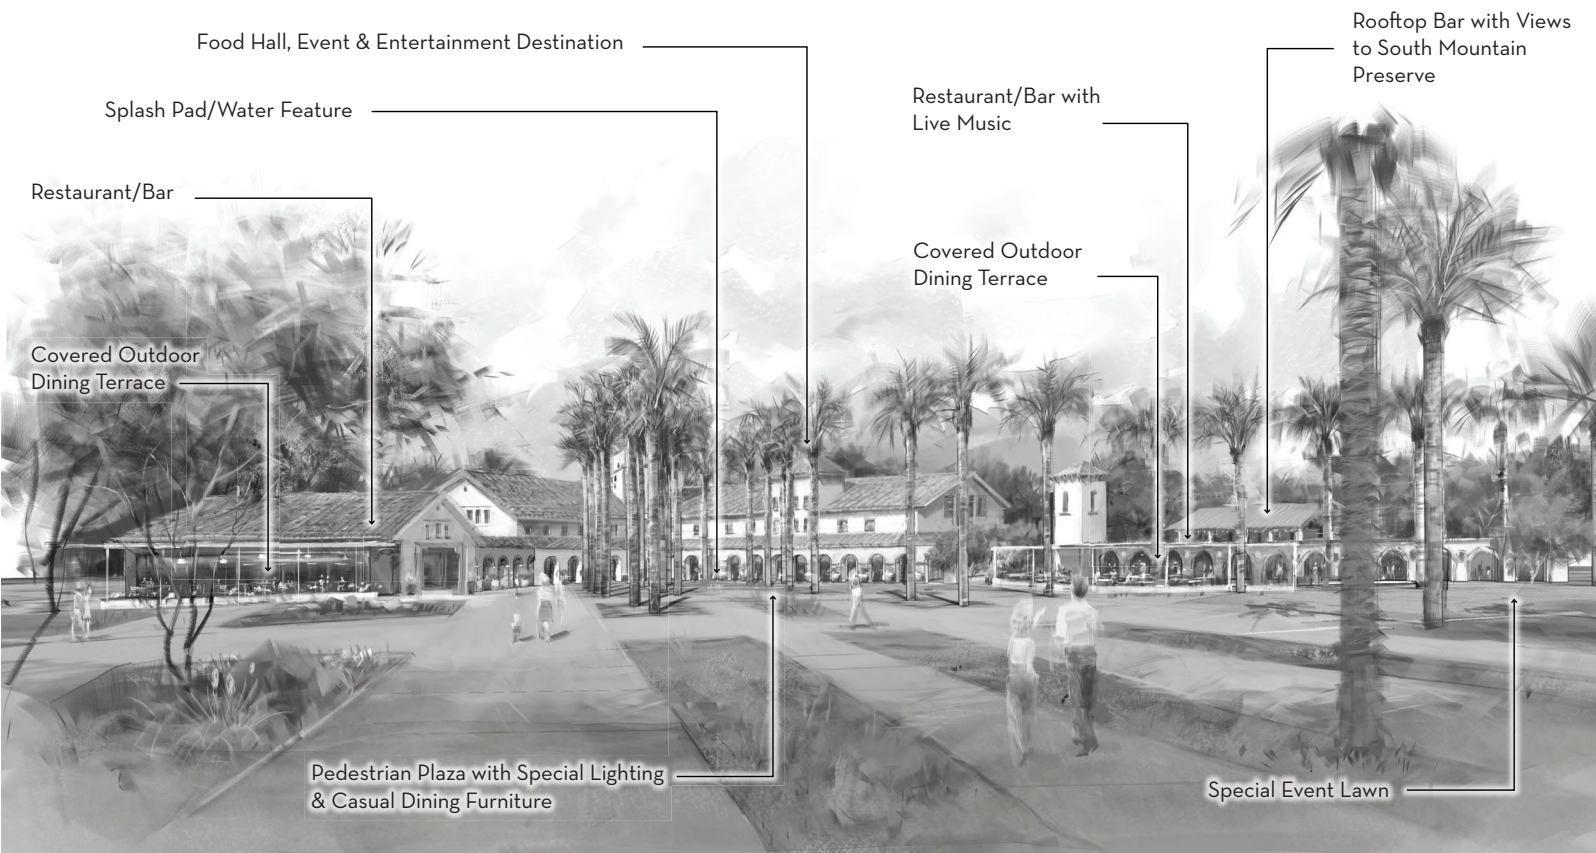 Food Hall, Event & Entertainment Destination
Splash Pad/Water Feature
Restaurant/Bar
Covered Outdoor
Dining Terrace
Restaurant/Bar with
Live Music
Covered Outdoor
Dining Terrace
Rooftop Bar with Views
to South Mountain
Preserve
Pedestrian Plaza with Special Lighting
& Casual Dining Furniture
Special Event Lawn